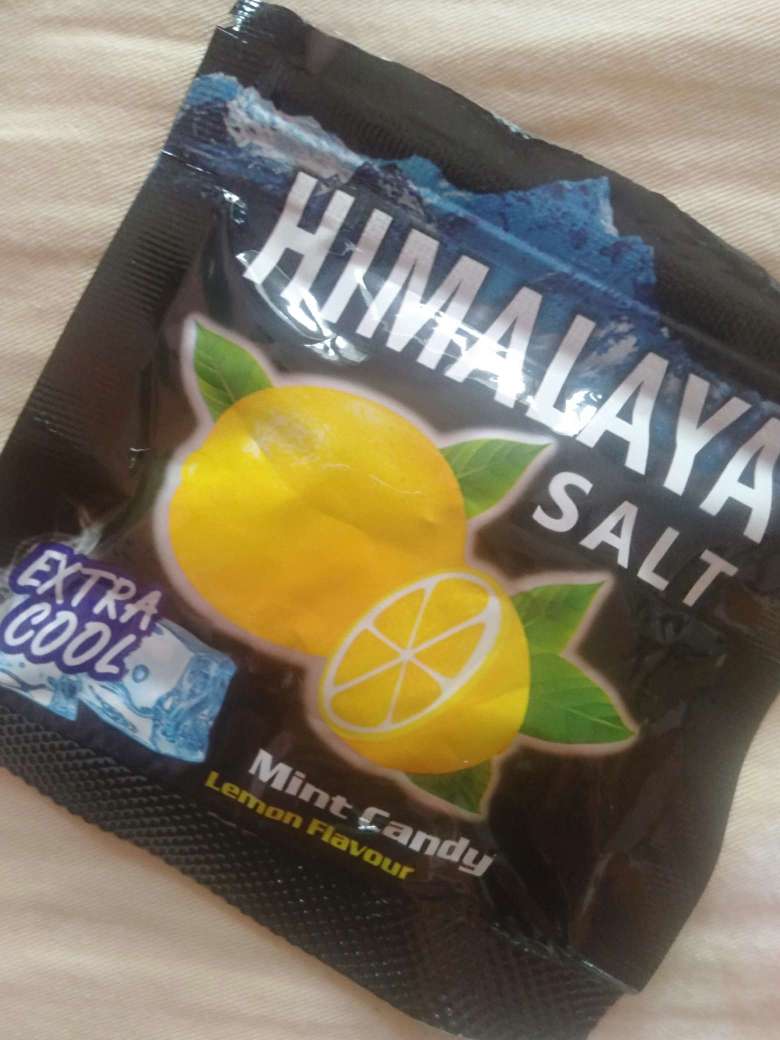 HIMALAYA
SALT
EXTRA
COOL
Mint Candy
Lemon Flavour